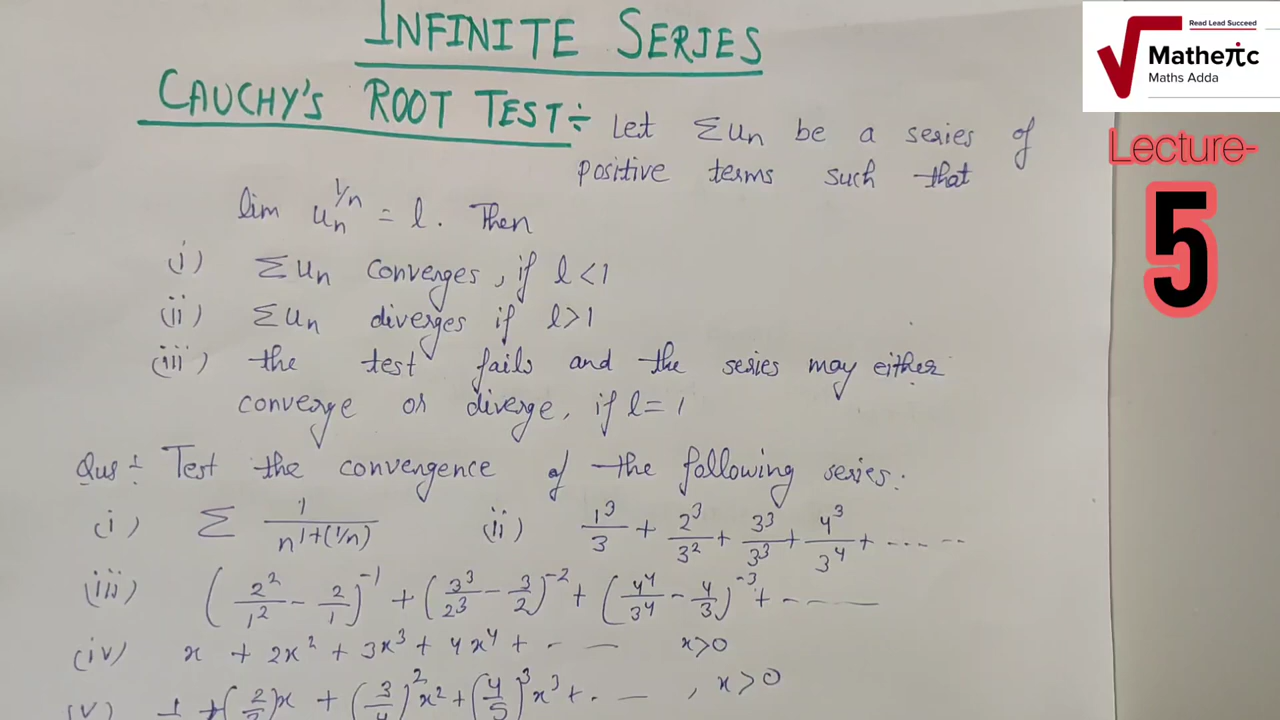 INFINITE SERIES
CAUCHY'S ROOT TEST÷ Let Σuₙ be a series of
positive terms such that
lim uₙ^(1/n) = l. Then
(i) Σuₙ converges, if l < 1
(ii) Σuₙ diverges if l > 1
(iii) the test fails and the series may either
converge or diverge, if l = 1
Qus÷ Test the convergence of the following series:
(i) Σ 1/n^(1+(1/n)) (ii) 1³/3 + 2³/3² + 3³/3³ + 4³/3⁴ + ........
(iii) (2²/1² - 2/1)⁻¹ + (3³/2³ - 3/2)⁻² + (4⁴/3⁴ - 4/3)⁻³ + ------
(iv) x + 2x² + 3x³ + 4x⁴ + ------ x>0
(V) + x + (3/4)²x² + (4/5)³x³ + ------ , x>0
Read Lead Succeed
Matheπc
Maths Adda
Lecture-
5